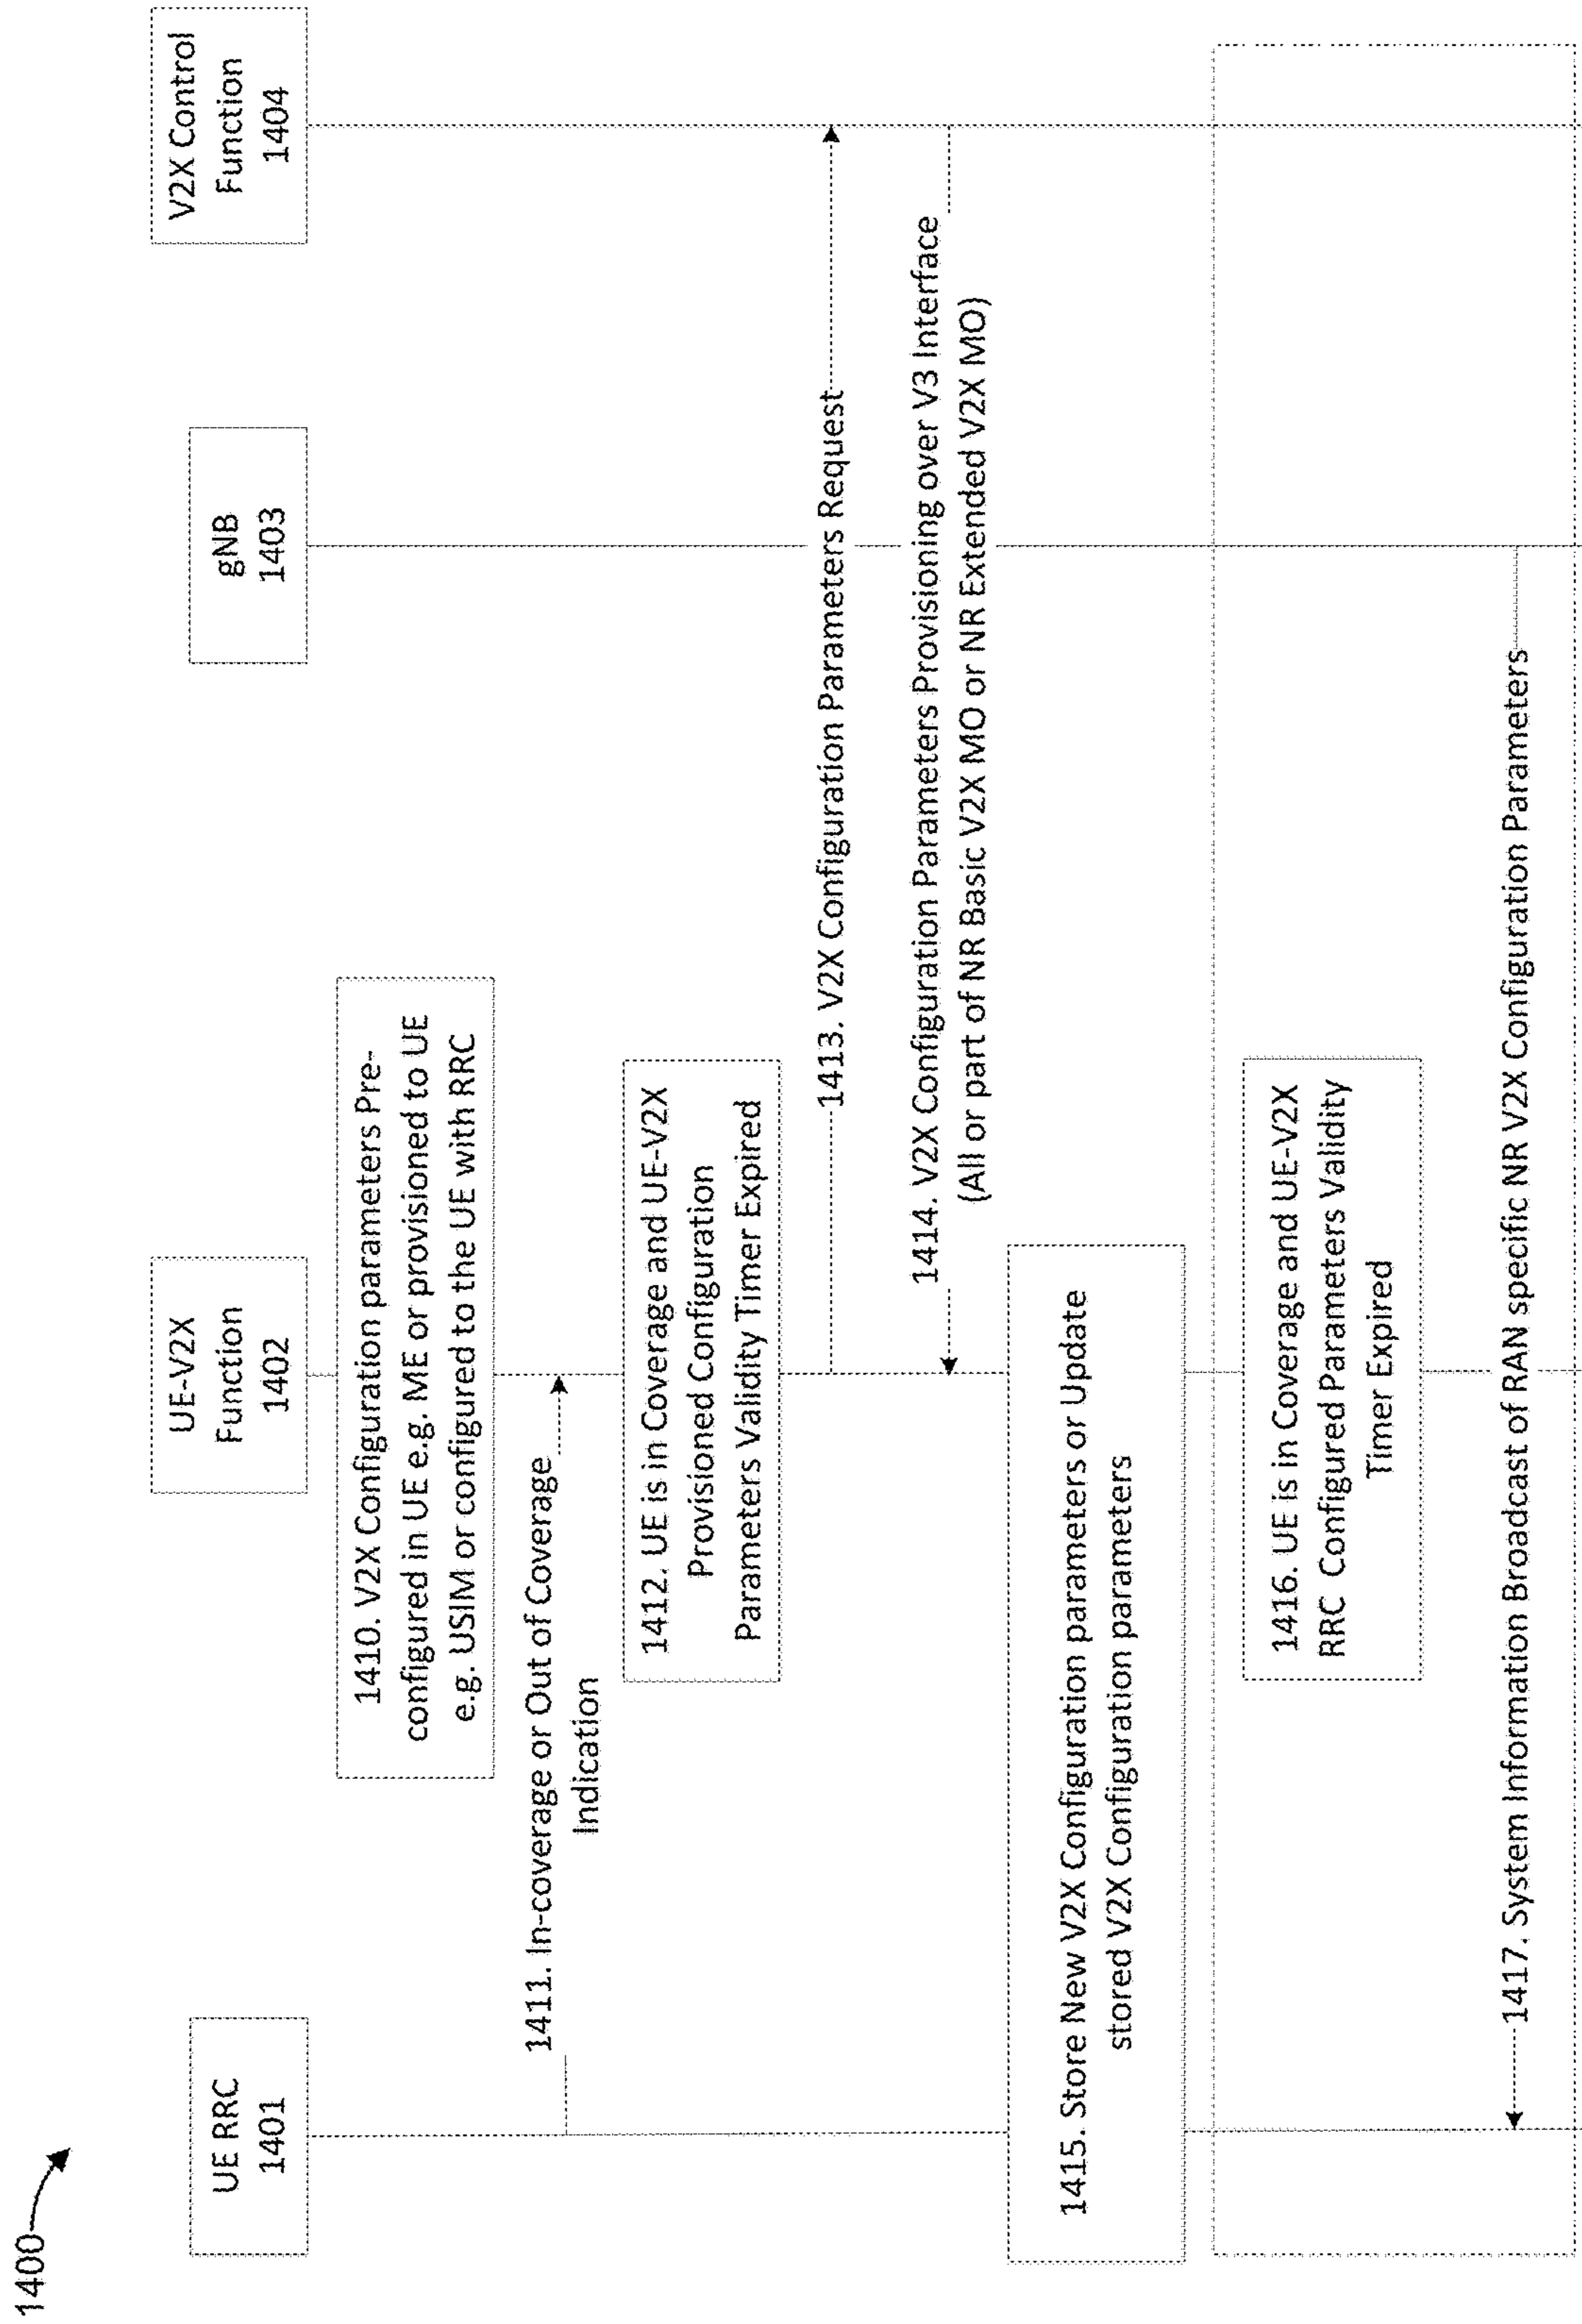 1400
UE RRC
1401
UE-V2X
Function
1402
gNB
1403
V2X Control
Function
1404
1410. V2X Configuration parameters Pre-
configured in UE e.g. ME or provisioned to UE
e.g. USIM or configured to the UE with RRC
1411. In-coverage or Out of Coverage
Indication
1412. UE is in Coverage and UE-V2X
Provisioned Configuration
Parameters Validity Timer Expired
1413. V2X Configuration Parameters Request
1414. V2X Configuration Parameters Provisioning over V3 Interface
(All or part of NR Basic V2X MO or NR Extended V2X MO)
1415. Store New V2X Configuration parameters or Update
stored V2X Configuration parameters
1416. UE is in Coverage and UE-V2X
RRC Configured Parameters Validity
Timer Expired
1417. System Information Broadcast of RAN specific NR V2X Configuration Parameters